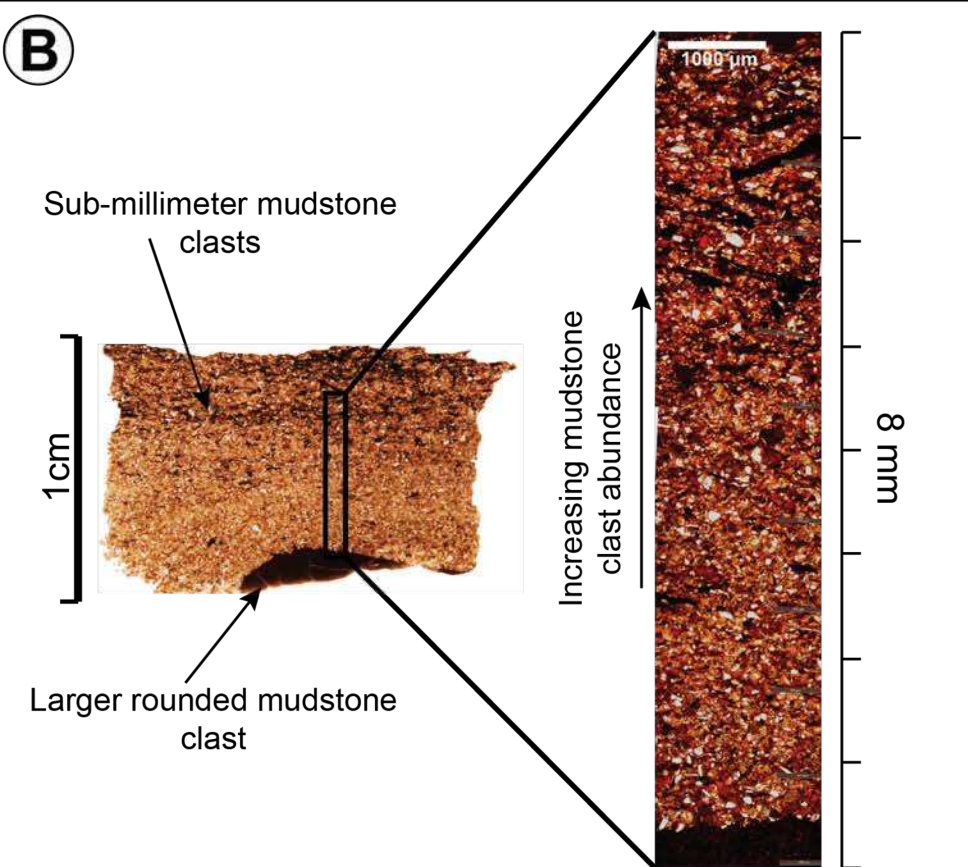 B
1000 µm
Sub-millimeter mudstone
clasts
1cm
Increasing mudstone
clast abundance
8 mm
Larger rounded mudstone
clast